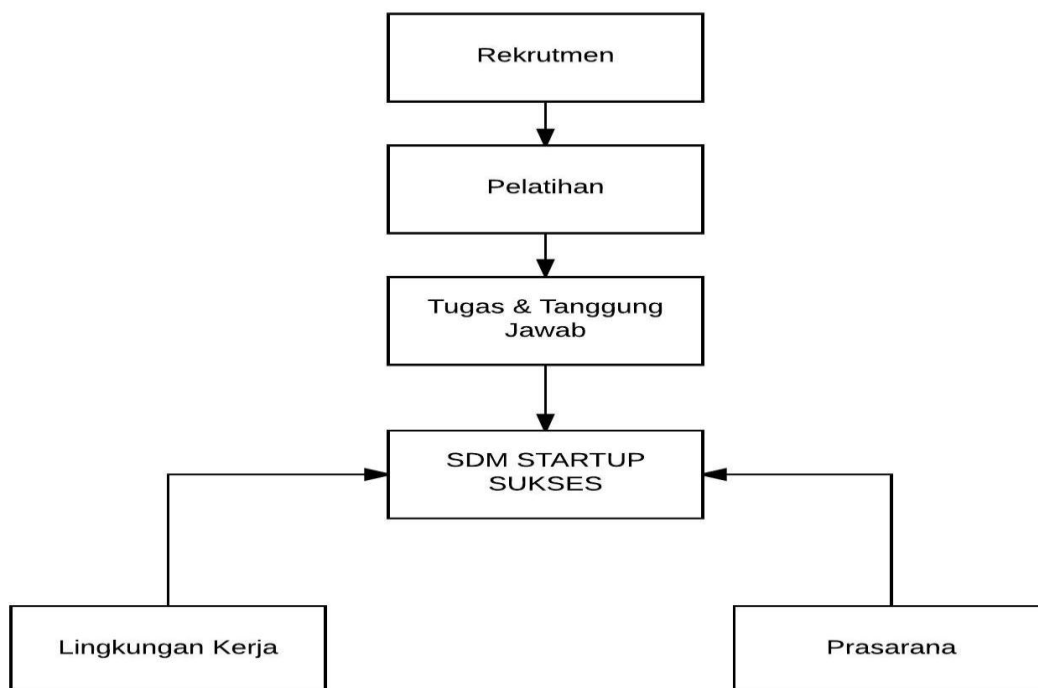 Rekrutmen
Pelatihan
Tugas & Tanggung
Jawab
SDM STARTUP
SUKSES
Lingkungan Kerja
Prasarana